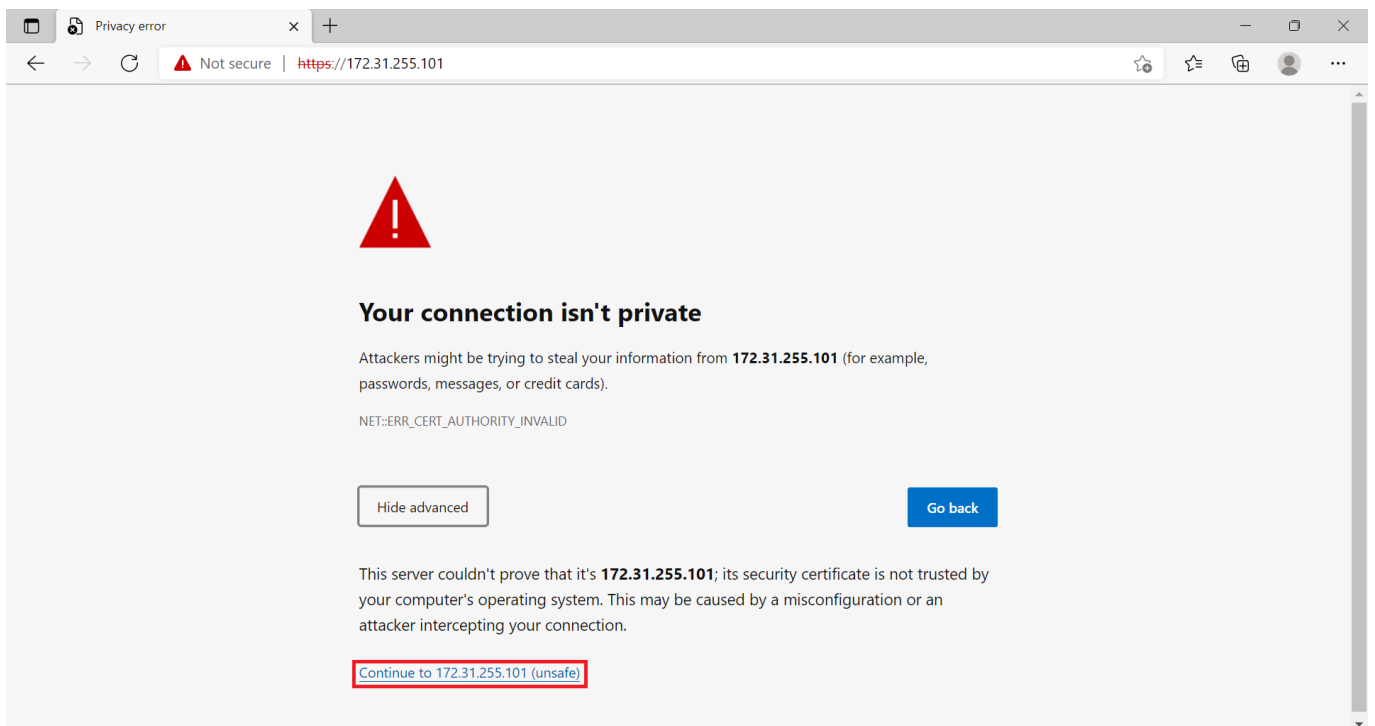 Privacy error
Not secure | https://172.31.255.101
!
Your connection isn't private
Attackers might be trying to steal your information from 172.31.255.101 (for example,
passwords, messages, or credit cards).
NET::ERR_CERT_AUTHORITY_INVALID
Hide advanced
Go back
This server couldn't prove that it's 172.31.255.101; its security certificate is not trusted by
your computer's operating system. This may be caused by a misconfiguration or an
attacker intercepting your connection.
Continue to 172.31.255.101 (unsafe)